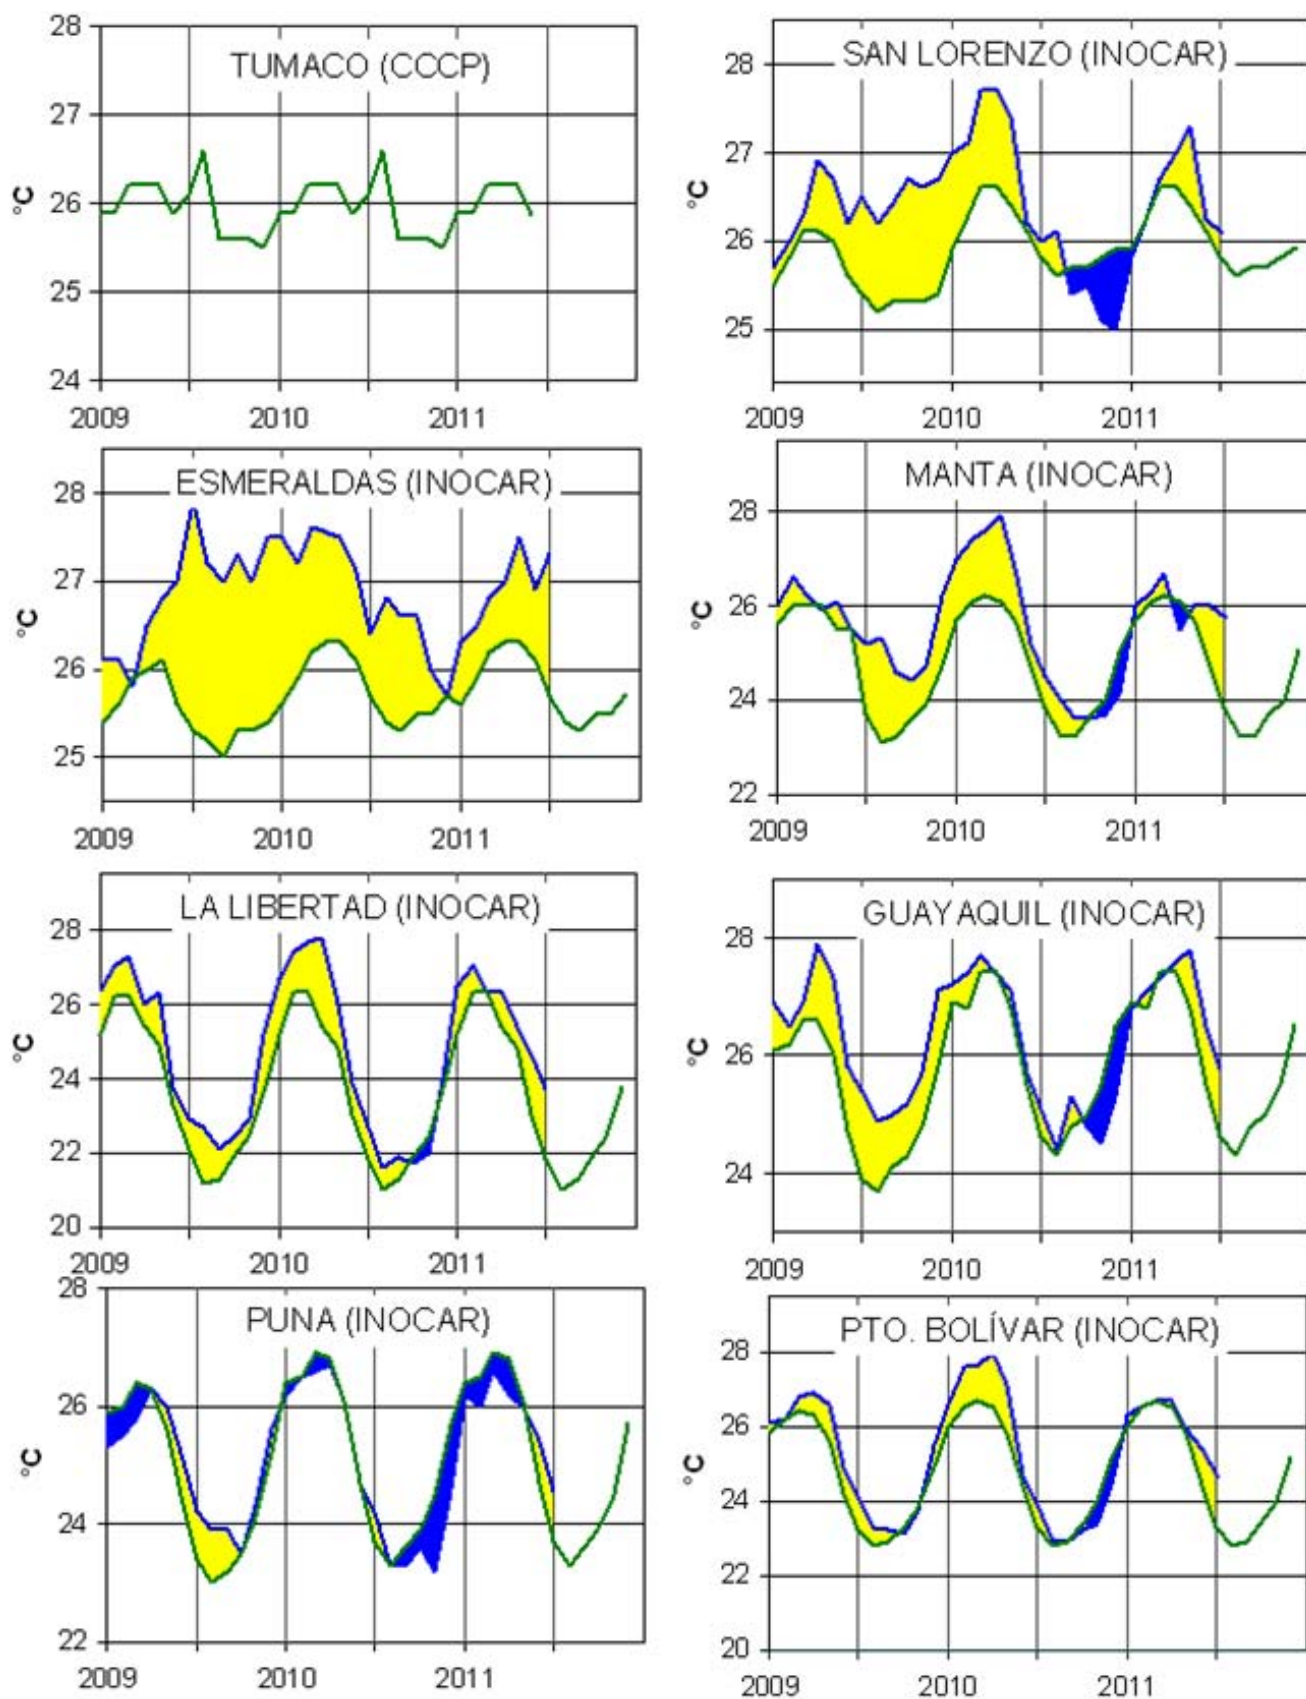 28
TUMACO (CCCP)
27
26
25
24
°C
2009 2010 2011
SAN LORENZO (INOCAR)
28
27
26
25
°C
2009 2010 2011
ESMERALDAS (INOCAR)
28
27
26
25
°C
2009 2010 2011
MANTA (INOCAR)
28
26
24
22
°C
2009 2010 2011
LA LIBERTAD (INOCAR)
28
26
24
22
20
°C
2009 2010 2011
GUAYAQUIL (INOCAR)
28
26
24
°C
2009 2010 2011
28
PUNA (INOCAR)
26
24
22
°C
2009 2010 2011
PTO. BOLÍVAR (INOCAR)
28
26
24
22
20
°C
2009 2010 2011